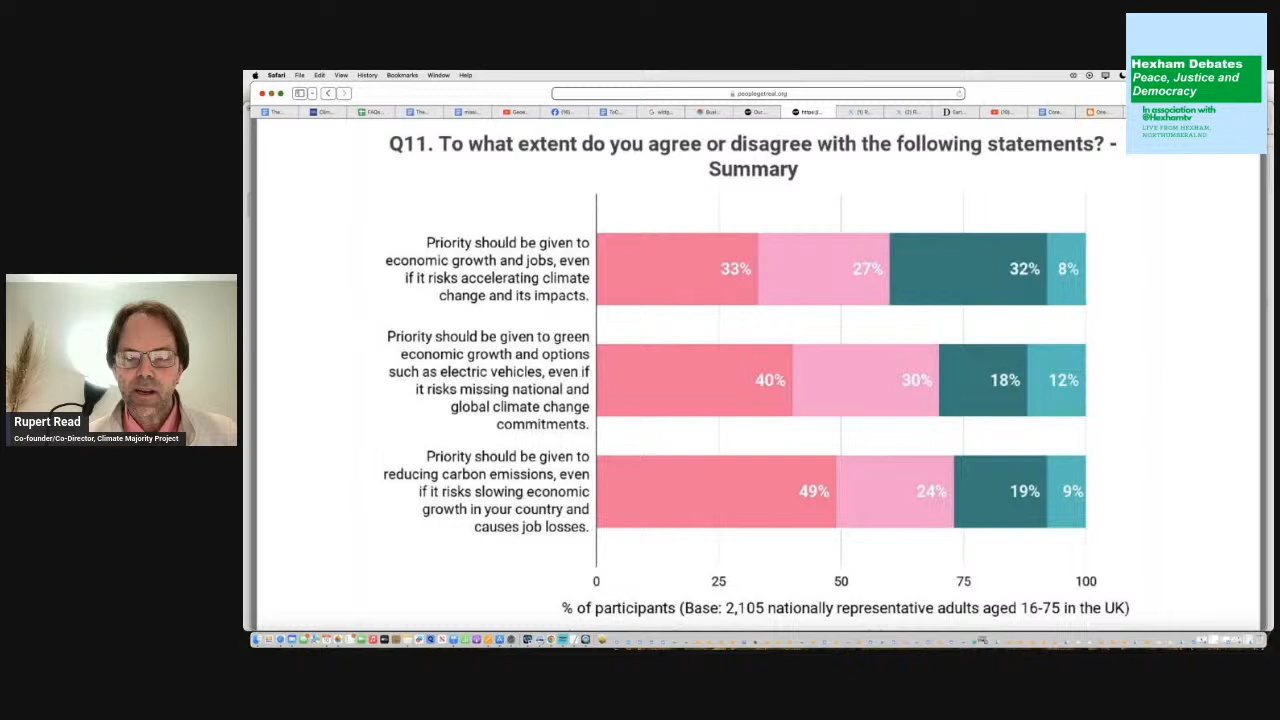 Hexham Debates
Peace, Justice and
Democracy
In association with
@Hexhamtv
LIVE FROM HEXHAM,
NORTHUMBERLAND
Safari File Edit View History Bookmarks Window Help
peoplegetreal.org
Q11. To what extent do you agree or disagree with the following statements? -
Summary
Priority should be given to
economic growth and jobs, even
if it risks accelerating climate
change and its impacts.
33% 27% 32% 8%
Priority should be given to green
economic growth and options
such as electric vehicles, even if
it risks missing national and
global climate change
commitments.
40% 30% 18% 12%
Priority should be given to
reducing carbon emissions, even
if it risks slowing economic
growth in your country and
causes job losses.
49% 24% 19% 9%
0 25 50 75 100
% of participants (Base: 2,105 nationally representative adults aged 16-75 in the UK)
Rupert Read
Co-founder/Co-Director, Climate Majority Project